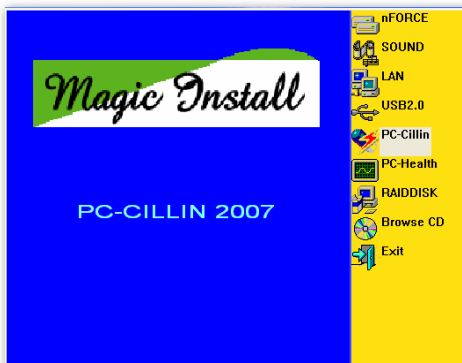 Magic Install
PC-CILLIN 2007
nFORCE
SOUND
LAN
USB2.0
PC-Cillin
PC-Health
RAIDDISK
Browse CD
Exit